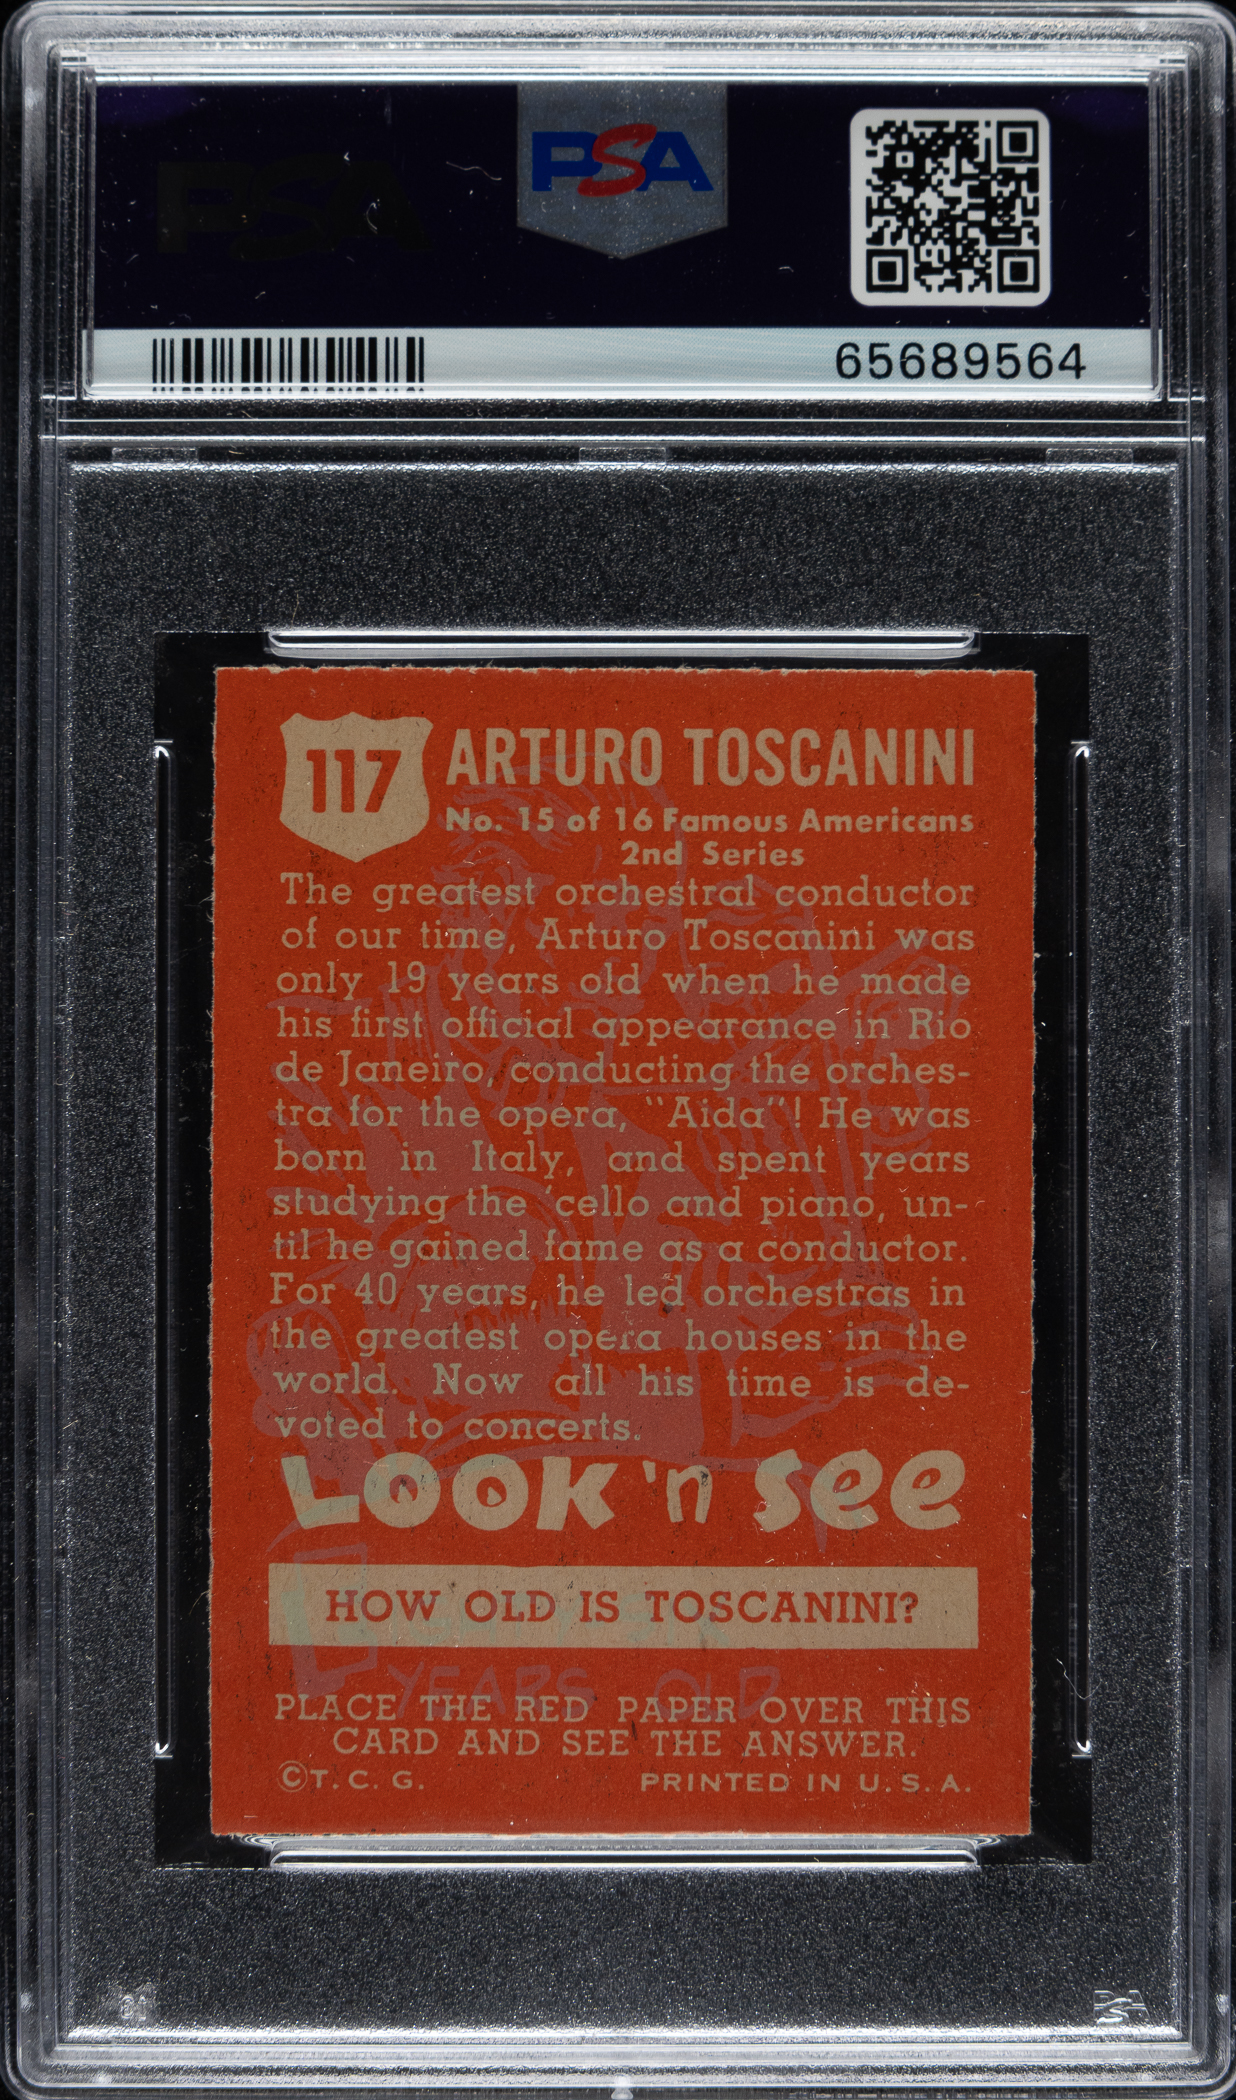 PSA
PSA
65689564
117
ARTURO TOSCANINI
No. 15 of 16 Famous Americans
2nd Series
The greatest orchestral conductor
of our time, Arturo Toscanini was
only 19 years old when he made
his first official appearance in Rio
de Janeiro, conducting the orches-
tra for the opera, "Aida"! He was
born in Italy, and spent years
studying the 'cello and piano, un-
til he gained fame as a conductor.
For 40 years, he led orchestras in
the greatest opera houses in the
world. Now all his time is de-
voted to concerts.
LOOK 'n See
HOW OLD IS TOSCANINI?
YEARS OLD
PLACE THE RED PAPER OVER THIS
CARD AND SEE THE ANSWER.
©T. C. G.
PRINTED IN U. S. A.
PSA